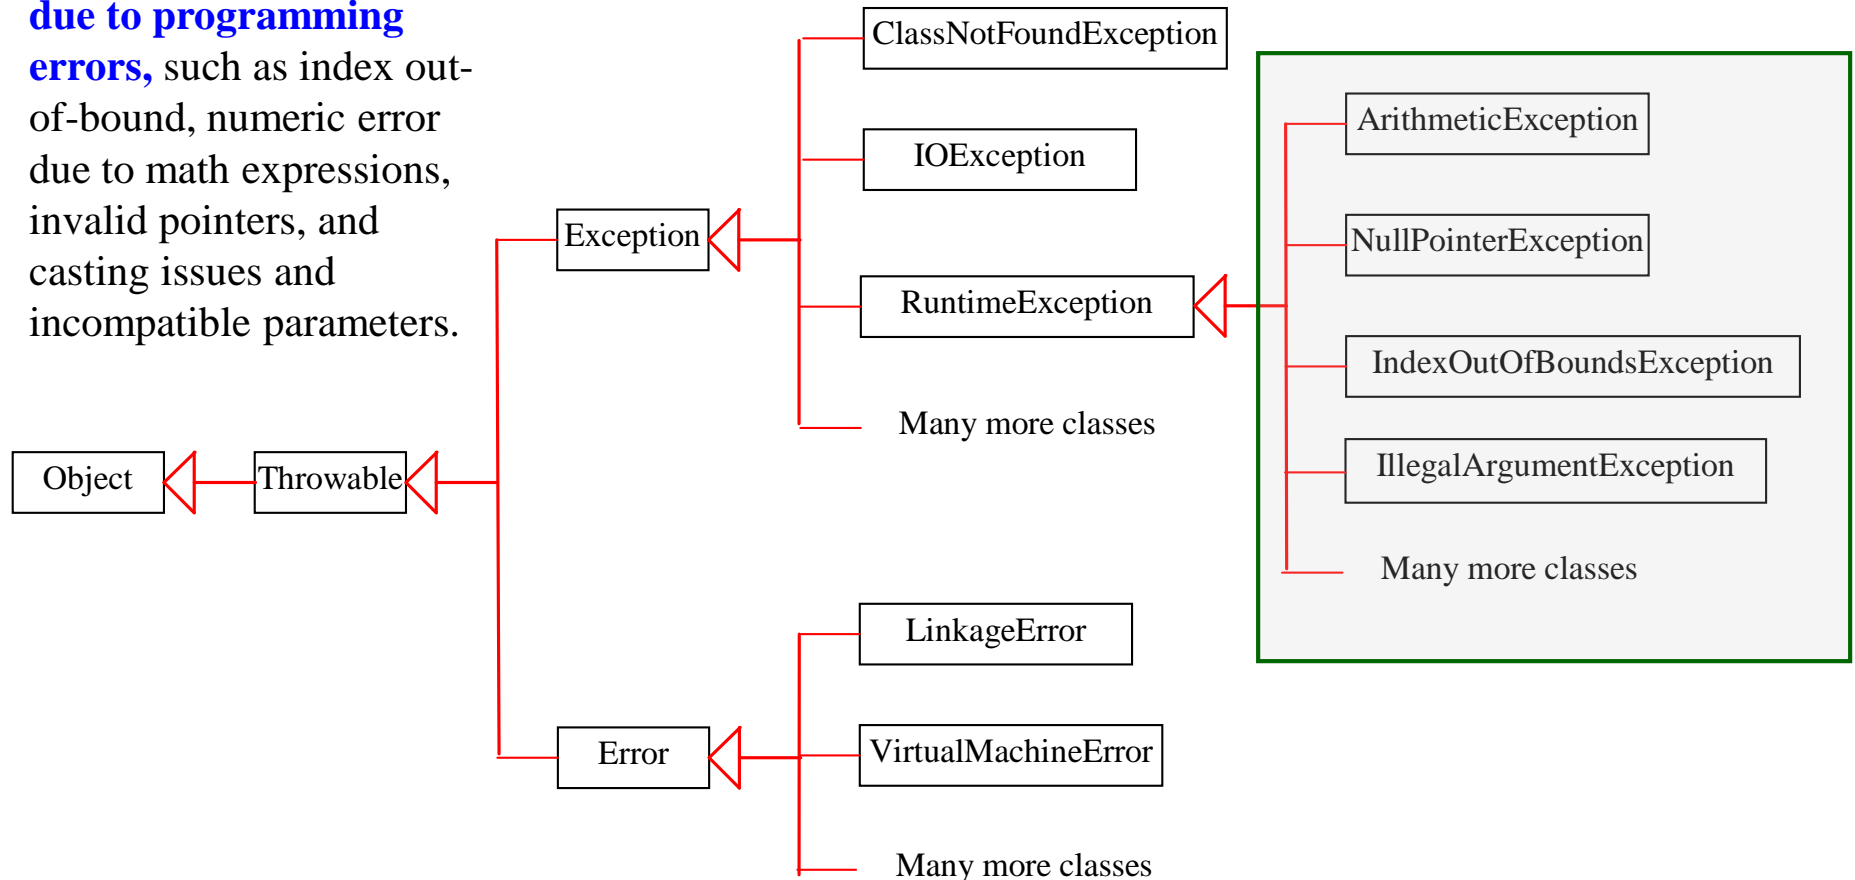 due to programming
errors, such as index out-
of-bound, numeric error
due to math expressions,
invalid pointers, and
casting issues and
incompatible parameters.
Object
Throwable
Exception
ClassNotFoundException
IOException
RuntimeException
Many more classes
ArithmeticException
NullPointerException
IndexOutOfBoundsException
IllegalArgumentException
Many more classes
Error
LinkageError
VirtualMachineError
Many more classes